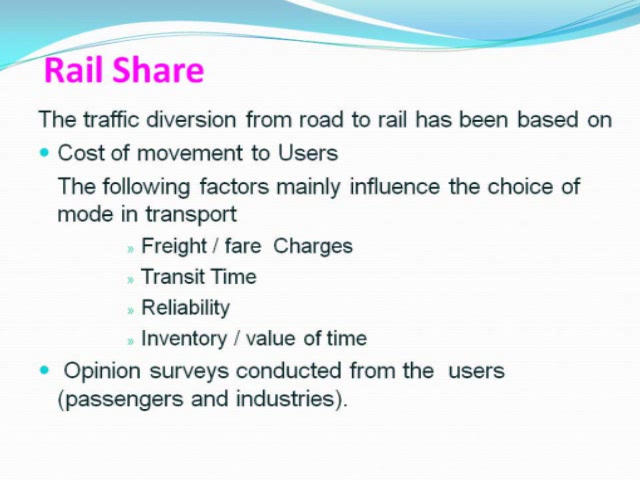 Rail Share
The traffic diversion from road to rail has been based on
• Cost of movement to Users
The following factors mainly influence the choice of
mode in transport
» Freight / fare Charges
» Transit Time
» Reliability
» Inventory / value of time
• Opinion surveys conducted from the users
(passengers and industries).